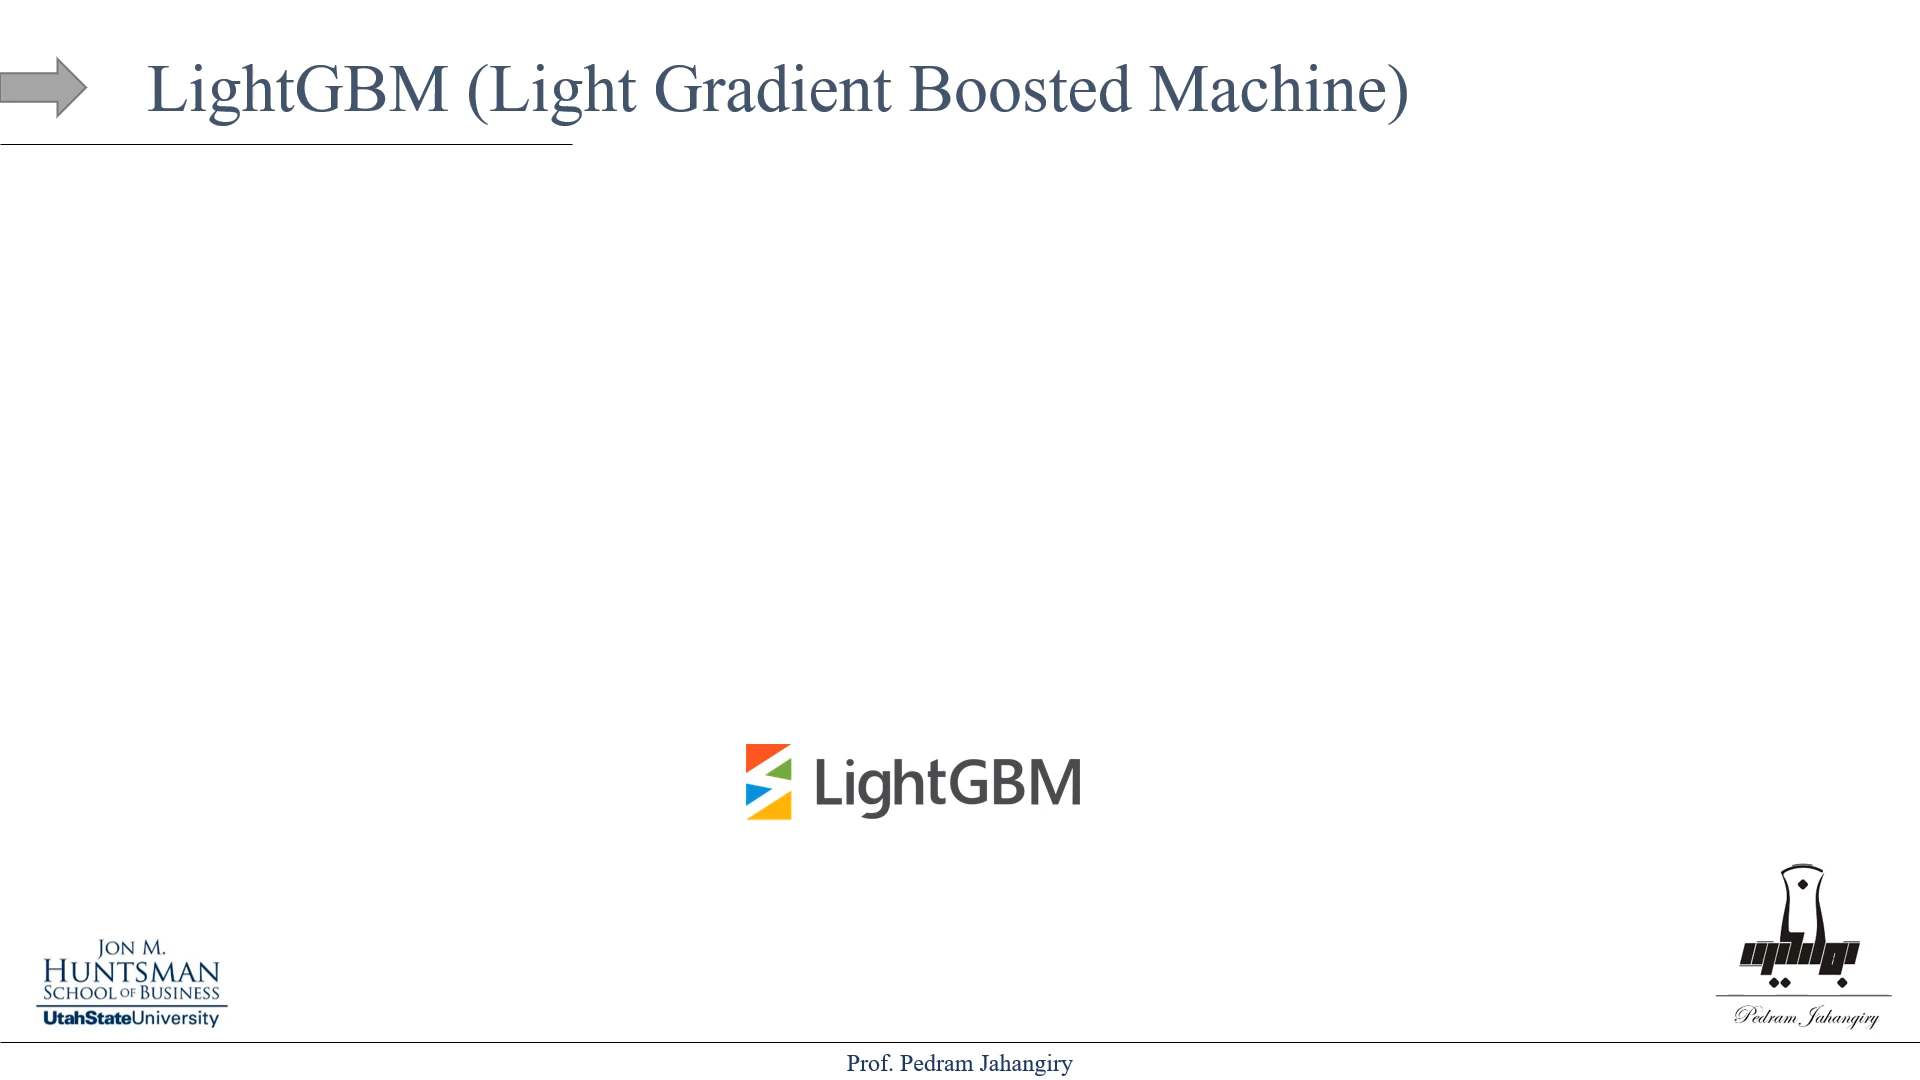 LightGBM (Light Gradient Boosted Machine)
LightGBM
JON M.
HUNTSMAN
SCHOOL OF BUSINESS
UtahStateUniversity
Pedram Jahangiry
Prof. Pedram Jahangiry